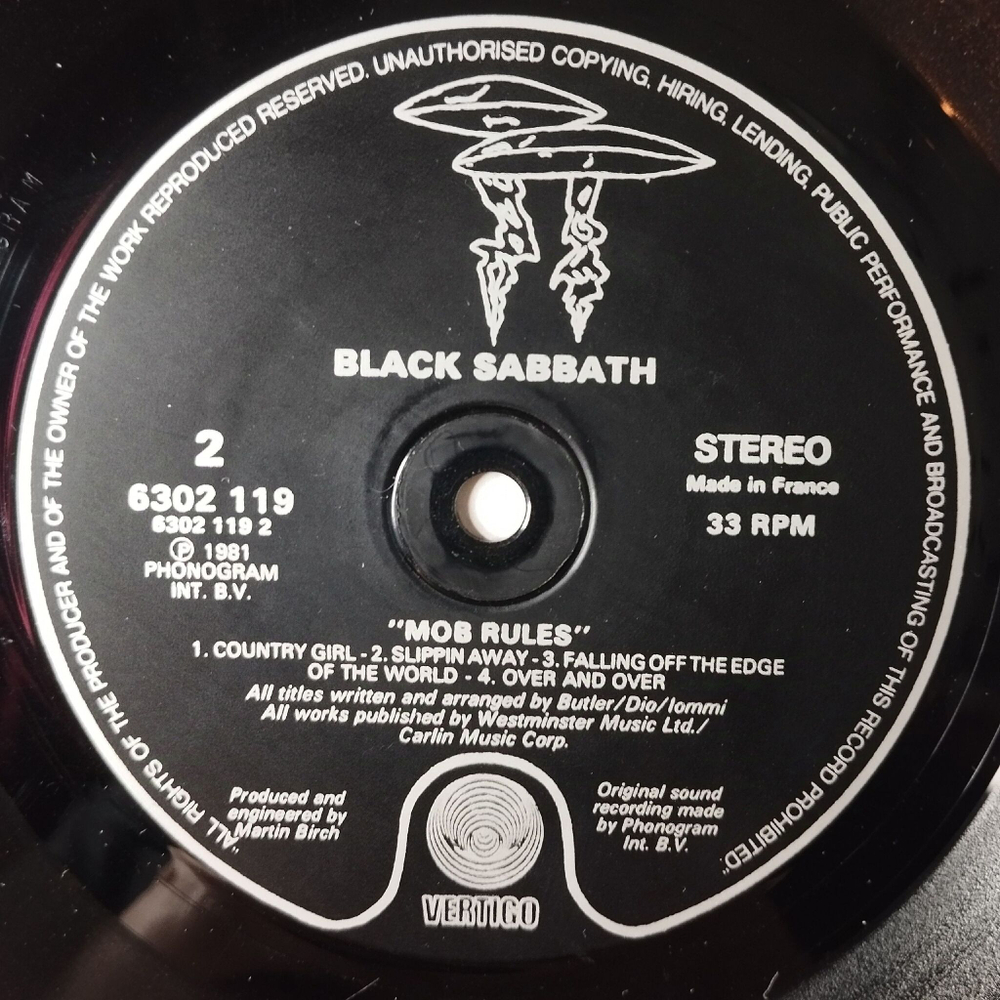 "ALL RIGHTS OF THE PRODUCER AND OF THE OWNER OF THE WORK REPRODUCED RESERVED. UNAUTHORISED COPYING, HIRING, LENDING, PUBLIC PERFORMANCE AND BROADCASTING OF THIS RECORD PROHIBITED."
BLACK SABBATH
2
6302 119
6302 119 2
Ⓟ 1981
PHONOGRAM
INT. B.V.
STEREO
Made in France
33 RPM
"MOB RULES"
1. COUNTRY GIRL - 2. SLIPPIN AWAY - 3. FALLING OFF THE EDGE
OF THE WORLD - 4. OVER AND OVER
All titles written and arranged by Butler/Dio/Iommi
All works published by Westminster Music Ltd./
Carlin Music Corp.
Produced and
engineered by
Martin Birch
Original sound
recording made
by Phonogram
Int. B.V.
VERTIGO